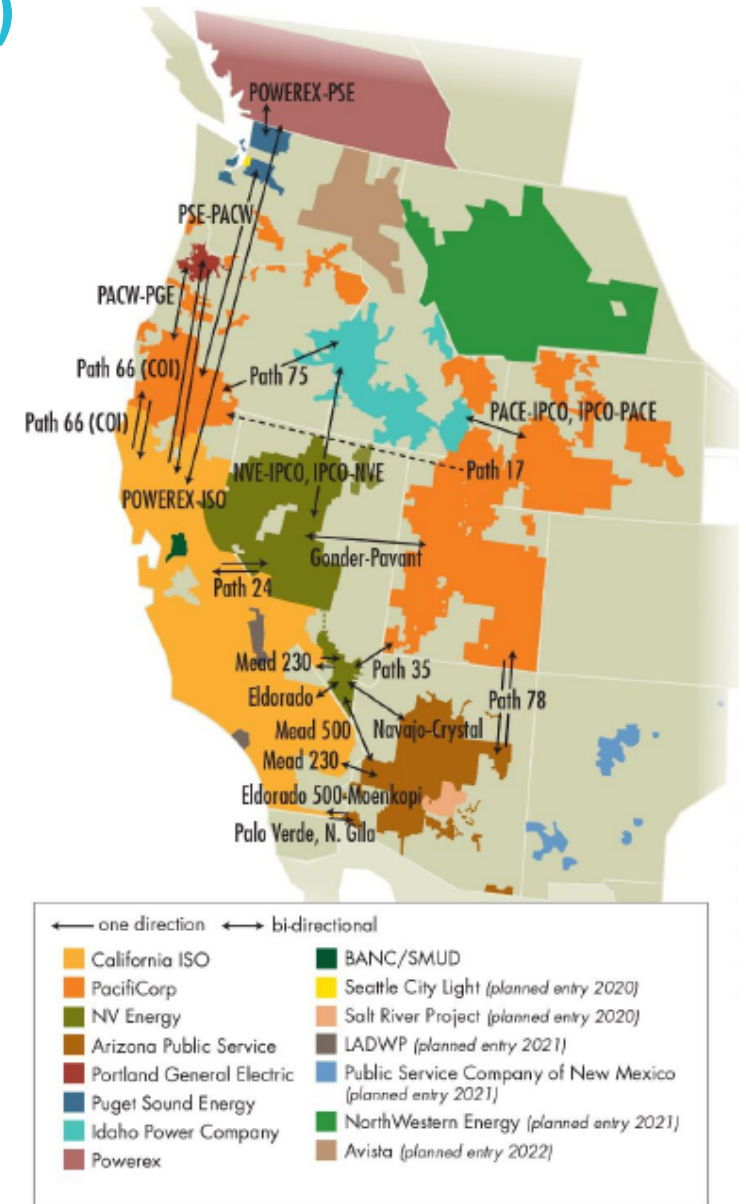 )
POWEREX-PSE
PSE-PACW
PACW-PGE
Path 66 (COI)
Path 75
Path 66 (COI)
PACE-IPCO, IPCO-PACE
NVE-IPCO, IPCO-NVE
Path 17
POWEREX-ISO
Gonder-Pavant
Path 24
Mead 230
Path 35
Eldorado
Path 78
Mead 500
Navajo-Crystal
Mead 230
Eldorado 500-Moenkopi
Palo Verde, N. Gila
one direction
bi-directional
California ISO
PacifiCorp
NV Energy
Arizona Public Service
Portland General Electric
Puget Sound Energy
Idaho Power Company
Powerex
BANC/SMUD
Seattle City Light (planned entry 2020)
Salt River Project (planned entry 2020)
LADWP (planned entry 2021)
Public Service Company of New Mexico
(planned entry 2021)
NorthWestern Energy (planned entry 2021)
Avista (planned entry 2022)